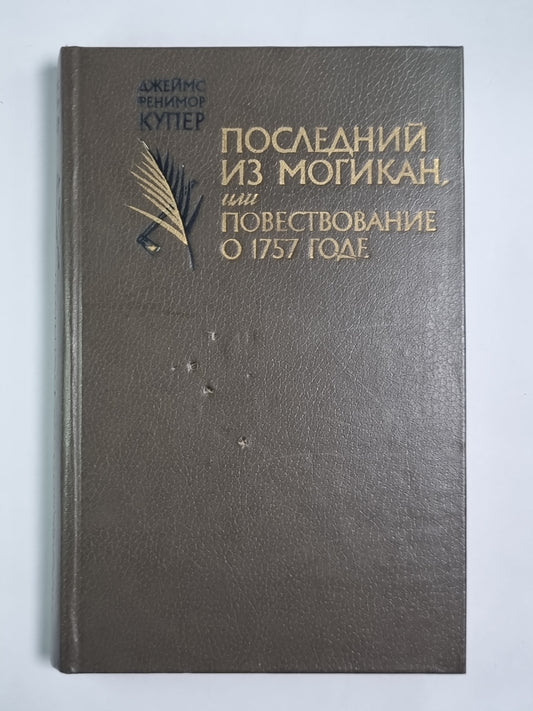 ДЖЕЙМС
ФЕНИМОР
КУПЕР
ПОСЛЕДНИЙ
ИЗ МОГИКАН,
или
ПОВЕСТВОВАНИЕ
О 1757 ГОДЕ